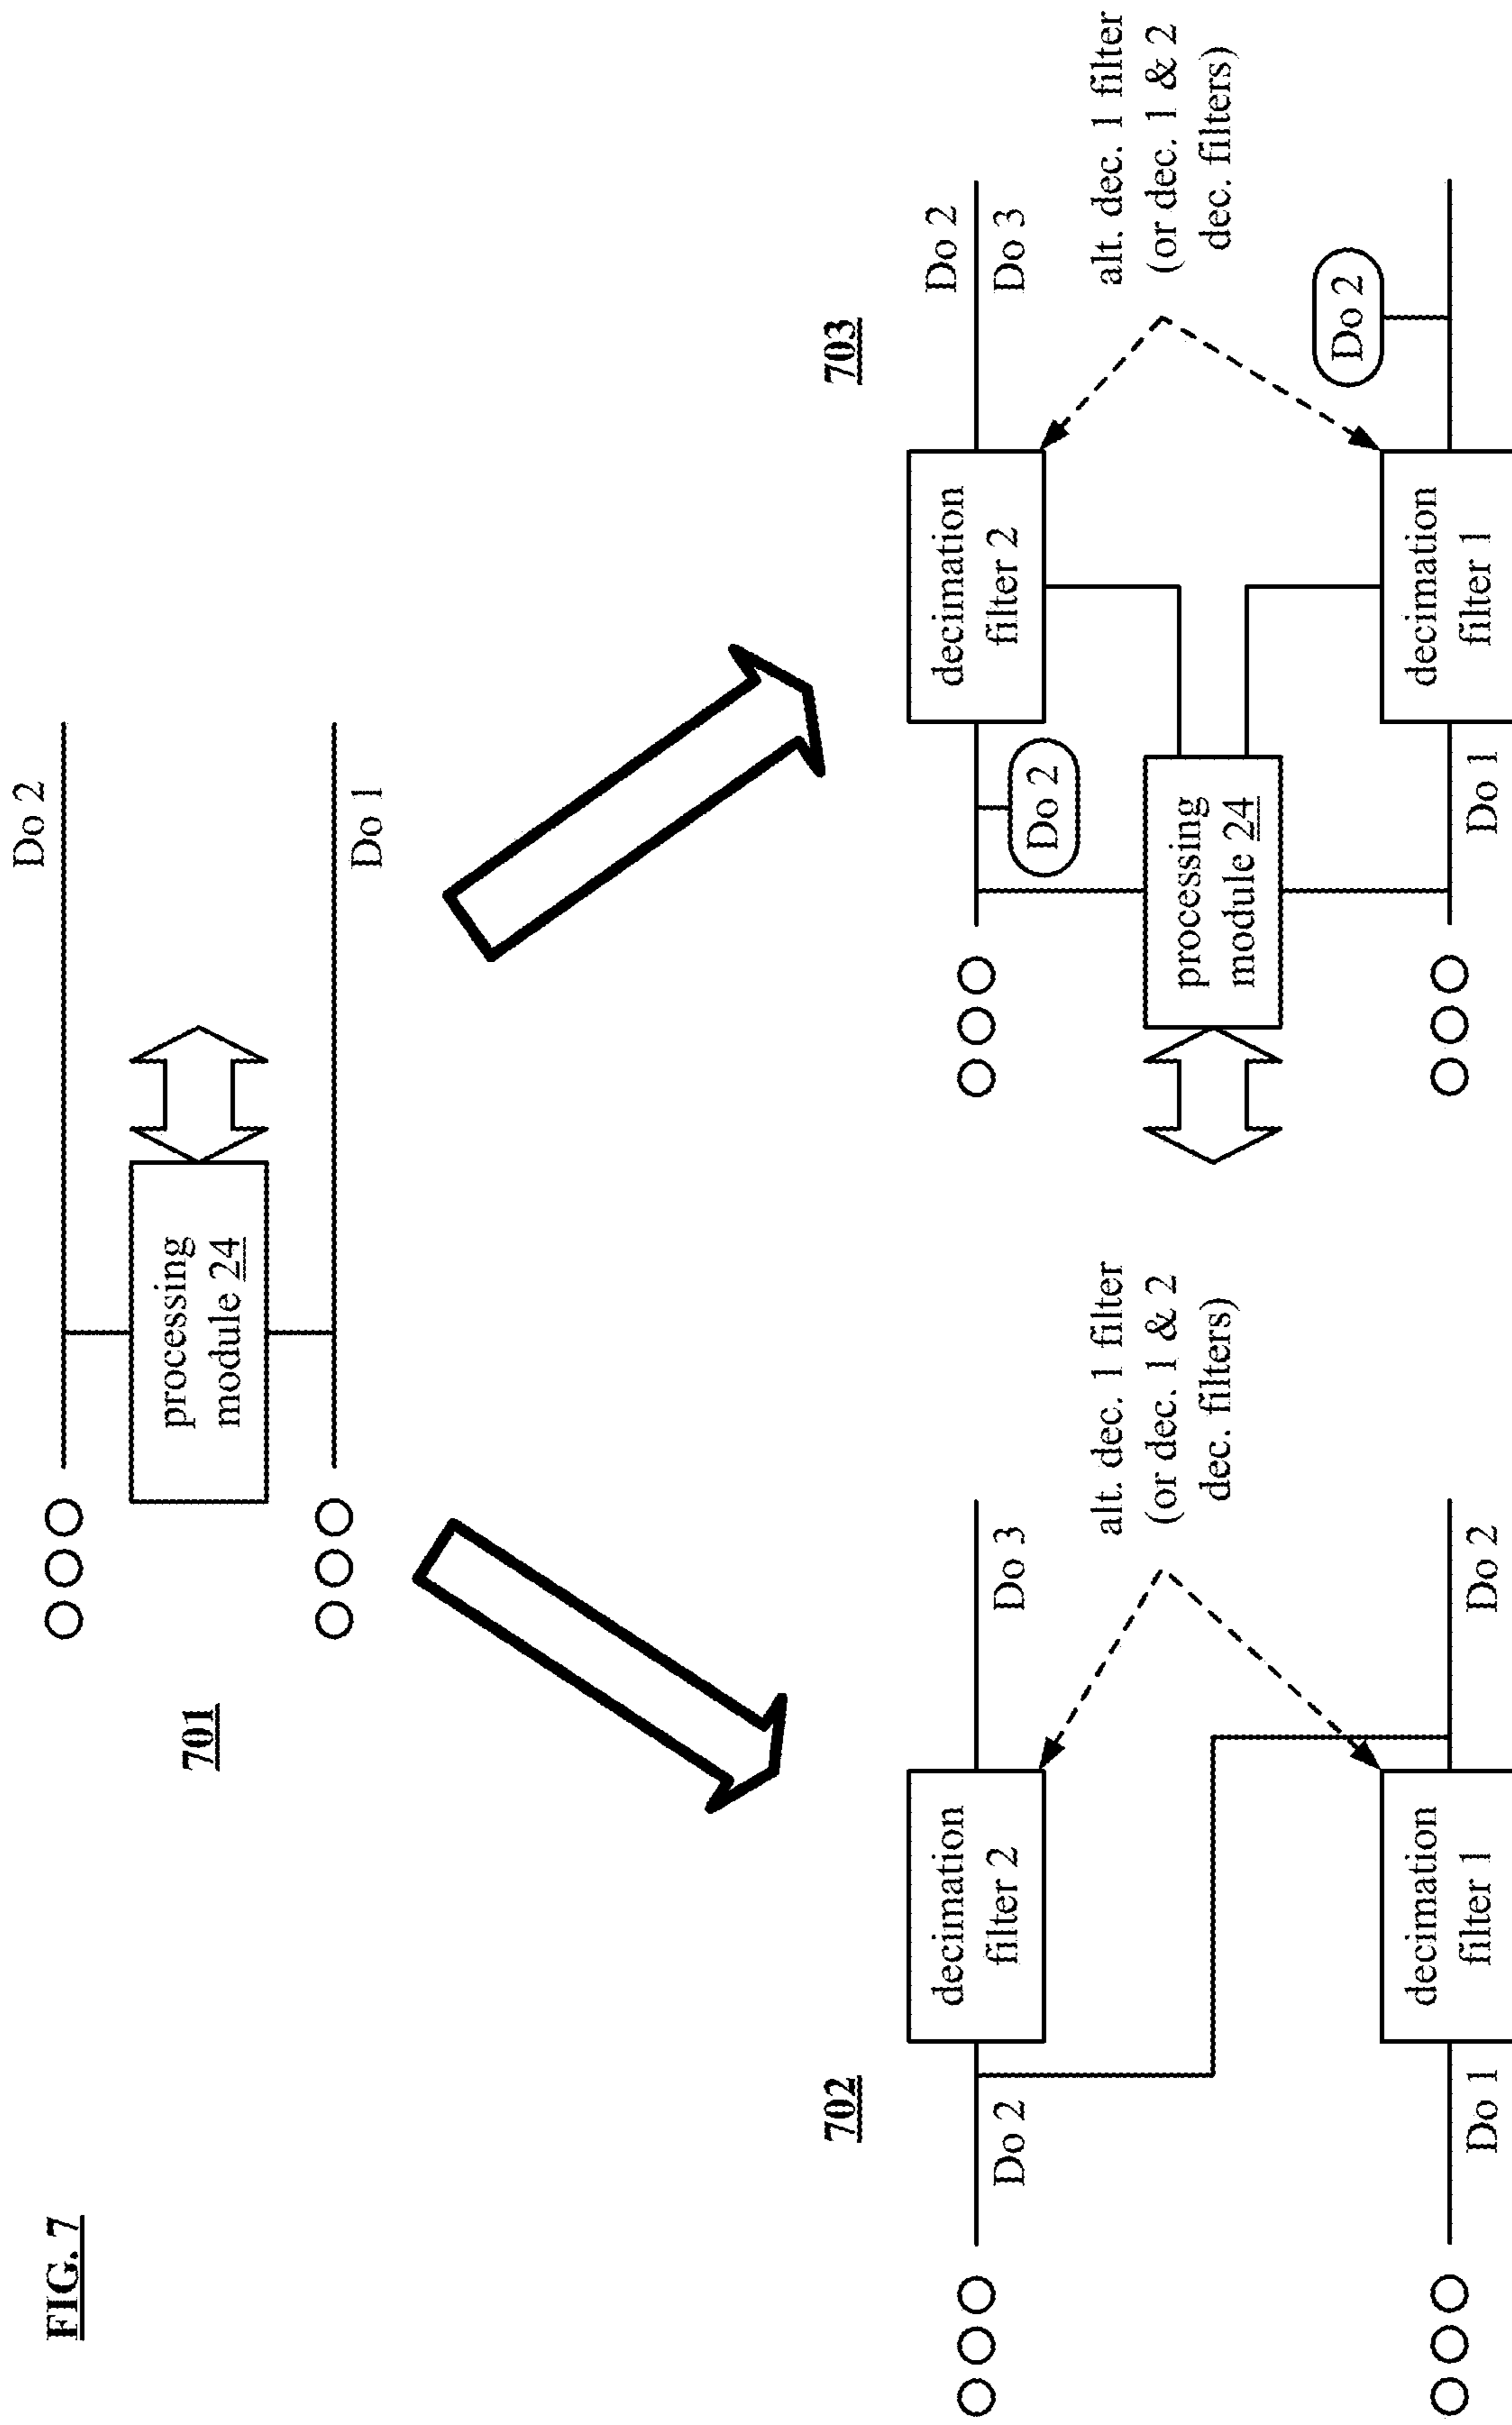 FIG. 7
701
Do 2
processing
module 24
Do 1
702
Do 2
decimation
filter 2
Do 3
alt. dec. 1 filter
(or dec. 1 & 2
dec. filters)
Do 1
decimation
filter 1
Do 2
703
Do 2
decimation
filter 2
Do 2
Do 3
alt. dec. 1 filter
(or dec. 1 & 2
dec. filters)
processing
module 24
Do 2
Do 1
decimation
filter 1